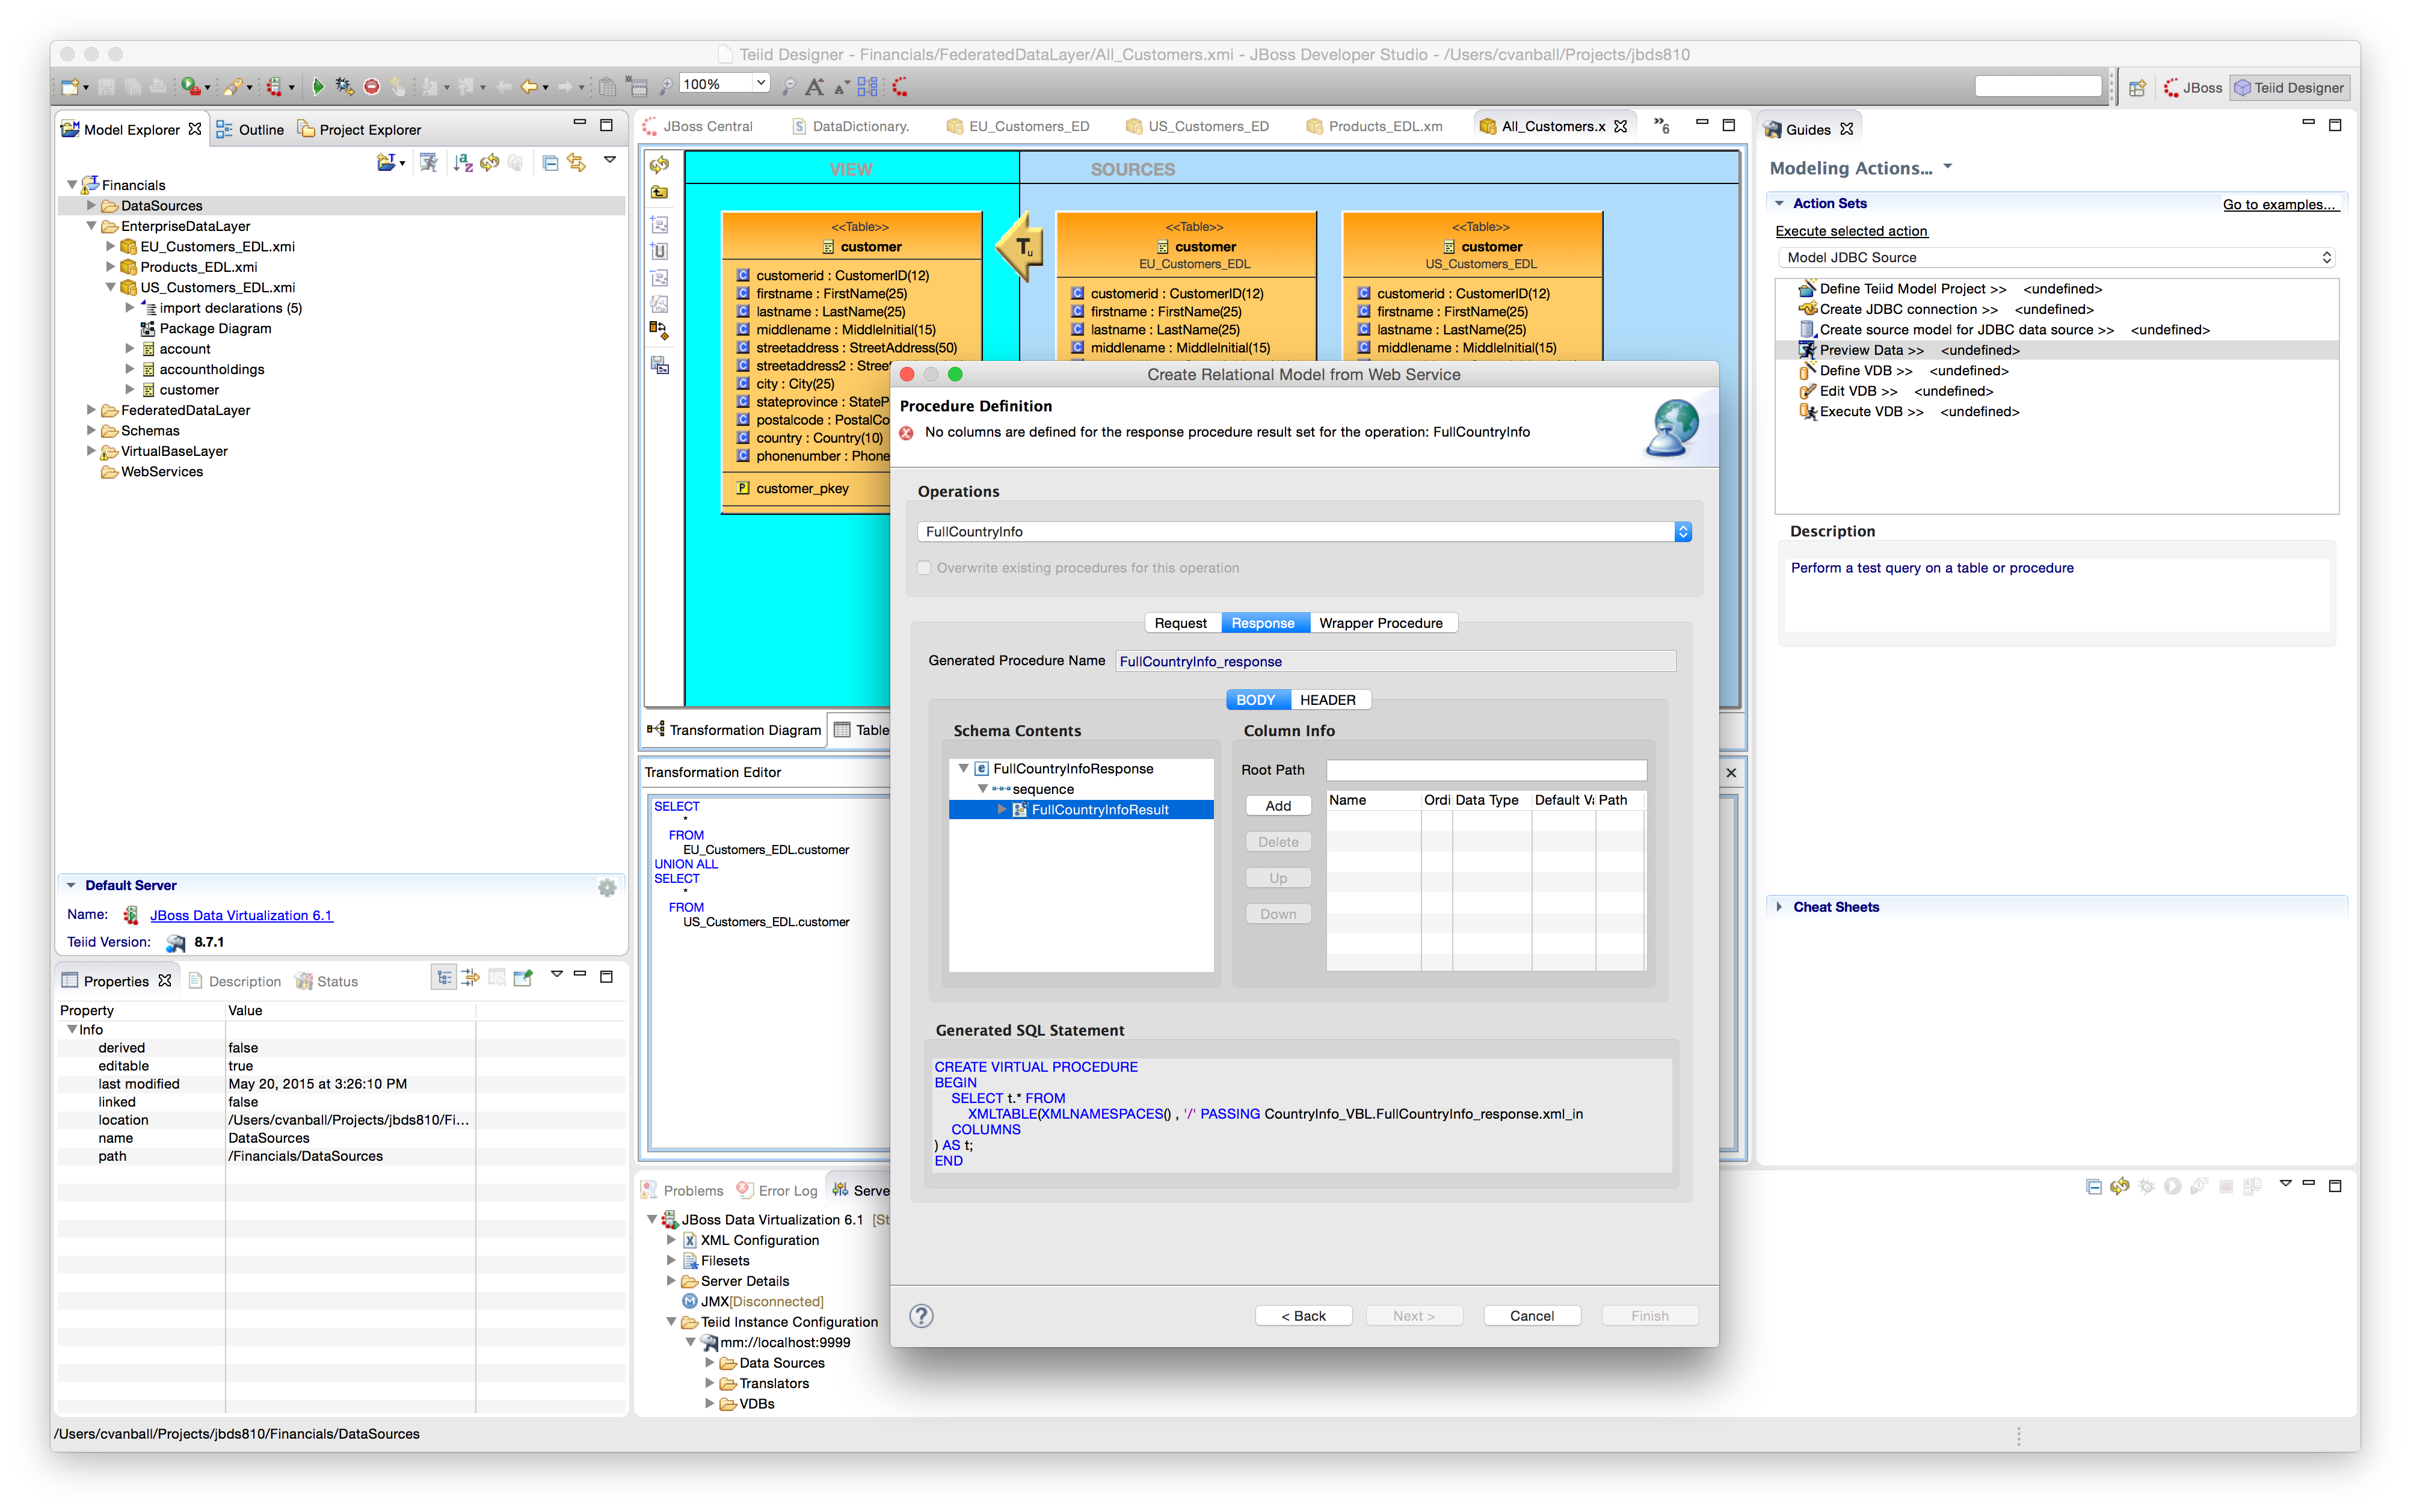 Teiid Designer - Financials/FederatedDataLayer/All_Customers.xmi - JBoss Developer Studio - /Users/cvanball/Projects/jbds810
100%
JBoss
Teiid Designer
Model Explorer
Outline
Project Explorer
Financials
DataSources
EnterpriseDataLayer
EU_Customers_EDL.xmi
Products_EDL.xmi
US_Customers_EDL.xmi
import declarations (5)
Package Diagram
account
accountholdings
customer
FederatedDataLayer
Schemas
VirtualBaseLayer
WebServices
Default Server
Name: JBoss Data Virtualization 6.1
Teiid Version: 8.7.1
Properties
Description
Status
Property Value
Info
derived false
editable true
last modified May 20, 2015 at 3:26:10 PM
linked false
location /Users/cvanball/Projects/jbds810/Fi...
name DataSources
path /Financials/DataSources
/Users/cvanball/Projects/jbds810/Financials/DataSources
JBoss Central
DataDictionary.
EU_Customers_ED
US_Customers_ED
Products_EDL.xm
All_Customers.x
»6
VIEW
SOURCES
<<Table>>
customer
customerid : CustomerID(12)
firstname : FirstName(25)
lastname : LastName(25)
middlename : MiddleInitial(15)
streetaddress : StreetAddress(50)
streetaddress2 : Street
city : City(25)
stateprovince : StateP
postalcode : PostalCo
country : Country(10)
phonenumber : Phone
customer_pkey
Tu
<<Table>>
customer
EU_Customers_EDL
customerid : CustomerID(12)
firstname : FirstName(25)
lastname : LastName(25)
middlename : MiddleInitial(15)
<<Table>>
customer
US_Customers_EDL
customerid : CustomerID(12)
firstname : FirstName(25)
lastname : LastName(25)
middlename : MiddleInitial(15)
Transformation Diagram
Table
Transformation Editor
SELECT
*
FROM
EU_Customers_EDL.customer
UNION ALL
SELECT
*
FROM
US_Customers_EDL.customer
Problems
Error Log
Serve
JBoss Data Virtualization 6.1 [St
XML Configuration
Filesets
Server Details
JMX[Disconnected]
Teiid Instance Configuration
mm://localhost:9999
Data Sources
Translators
VDBs
Create Relational Model from Web Service
Procedure Definition
No columns are defined for the response procedure result set for the operation: FullCountryInfo
Operations
FullCountryInfo
Overwrite existing procedures for this operation
Request
Response
Wrapper Procedure
Generated Procedure Name FullCountryInfo_response
BODY
HEADER
Schema Contents
FullCountryInfoResponse
sequence
FullCountryInfoResult
Column Info
Root Path
Add
Delete
Up
Down
Name Ordi Data Type Default Va Path
Generated SQL Statement
CREATE VIRTUAL PROCEDURE
BEGIN
SELECT t.* FROM
XMLTABLE(XMLNAMESPACES() , '/' PASSING CountryInfo_VBL.FullCountryInfo_response.xml_in
COLUMNS
) AS t;
END
?
< Back
Next >
Cancel
Finish
Guides
Modeling Actions...
Action Sets
Go to examples...
Execute selected action
Model JDBC Source
Define Teiid Model Project >> <undefined>
Create JDBC connection >> <undefined>
Create source model for JDBC data source >> <undefined>
Preview Data >> <undefined>
Define VDB >> <undefined>
Edit VDB >> <undefined>
Execute VDB >> <undefined>
Description
Perform a test query on a table or procedure
Cheat Sheets